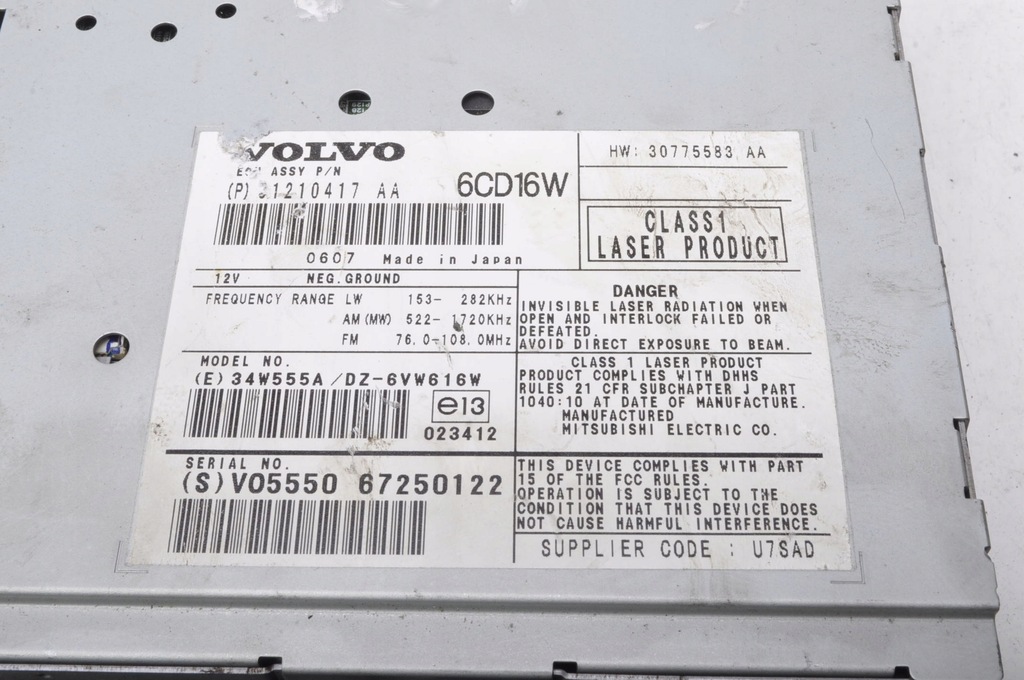 VOLVO
ASSY P/N
(P) 31210417 AA
6CD16W
0607 Made in Japan
HW: 30775583 AA
CLASS1
LASER PRODUCT
12V NEG.GROUND
FREQUENCY RANGE LW 153- 282KHz
AM (MW) 522- 1720KHz
FM 76.0-108.0MHz
DANGER
INVISIBLE LASER RADIATION WHEN
OPEN AND INTERLOCK FAILED OR
DEFEATED.
AVOID DIRECT EXPOSURE TO BEAM.
MODEL NO.
(E) 34W555A/DZ-6VW616W
e13
023412
CLASS 1 LASER PRODUCT
PRODUCT COMPLIES WITH DHHS
RULES 21 CFR SUBCHAPTER J PART
1040:10 AT DATE OF MANUFACTURE.
MANUFACTURED
MITSUBISHI ELECTRIC CO.
SERIAL NO.
(S) V05550 67250122
THIS DEVICE COMPLIES WITH PART
15 OF THE FCC RULES.
OPERATION IS SUBJECT TO THE
CONDITION THAT THIS DEVICE DOES
NOT CAUSE HARMFUL INTERFERENCE.
SUPPLIER CODE : U7SAD